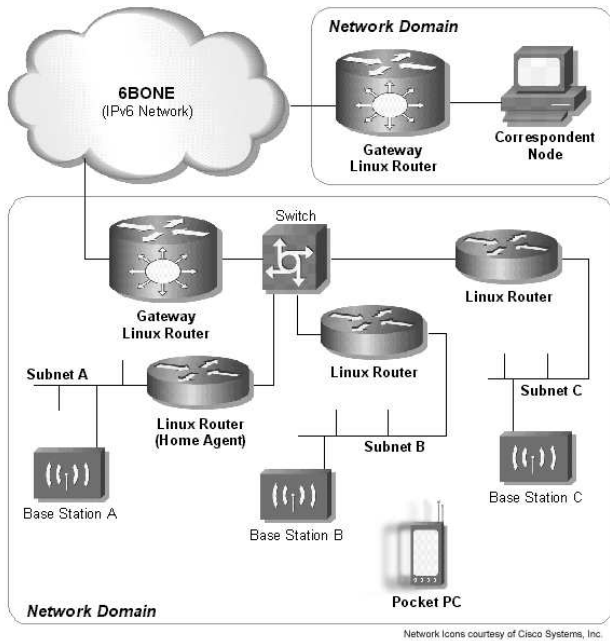 Network Domain
6BONE
(IPv6 Network)
Gateway
Linux Router
Correspondent
Node
Switch
Gateway
Linux Router
Linux Router
Linux Router
Subnet A
Linux Router
(Home Agent)
Subnet B
Subnet C
Base Station A
Base Station B
Base Station C
Pocket PC
Network Domain
Network Icons courtesy of Cisco Systems, Inc.